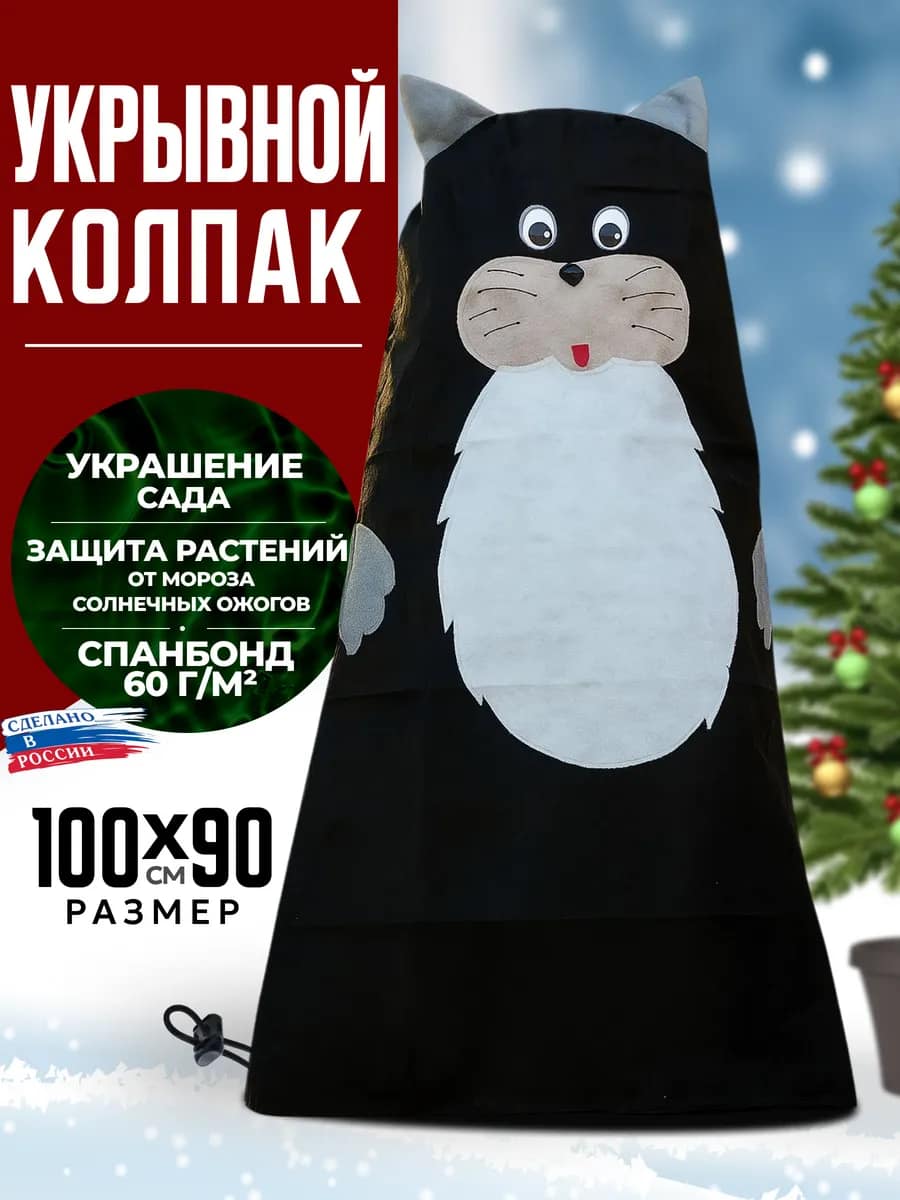 УКРЫВНОЙ
КОЛПАК
УКРАШЕНИЕ
САДА
ЗАЩИТА РАСТЕНИЙ
ОТ МОРОЗА
СОЛНЕЧНЫХ ОЖОГОВ
СПАНБОНД
60 Г/М²
СДЕЛАНО
В
РОССИИ
100х90
СМ
РАЗМЕР